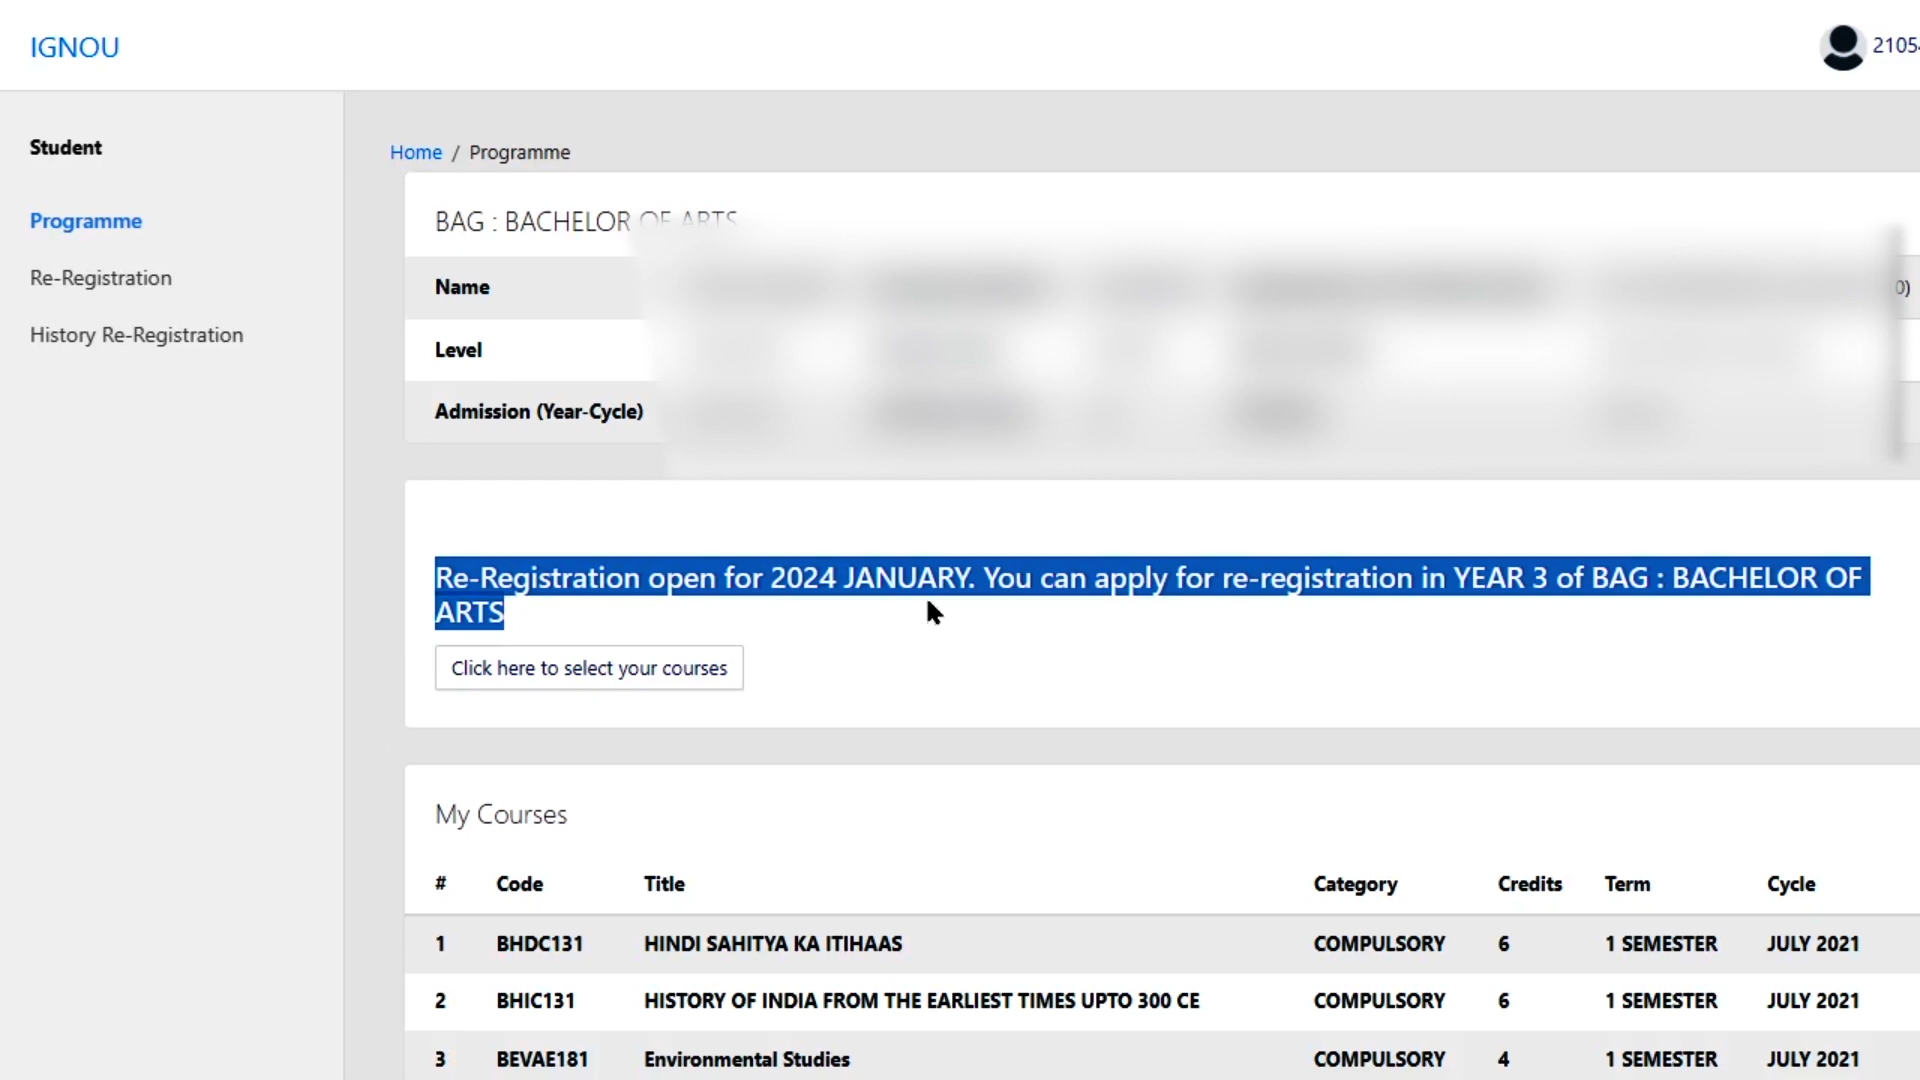 IGNOU
2105
Student
Programme
Re-Registration
History Re-Registration
Home / Programme
BAG : BACHELOR OF ARTS
Name
0)
Level
Admission (Year-Cycle)
Re-Registration open for 2024 JANUARY. You can apply for re-registration in YEAR 3 of BAG : BACHELOR OF
ARTS
Click here to select your courses
My Courses
# Code Title Category Credits Term Cycle
1 BHDC131 HINDI SAHITYA KA ITIHAAS COMPULSORY 6 1 SEMESTER JULY 2021
2 BHIC131 HISTORY OF INDIA FROM THE EARLIEST TIMES UPTO 300 CE COMPULSORY 6 1 SEMESTER JULY 2021
3 BEVAE181 Environmental Studies COMPULSORY 4 1 SEMESTER JULY 2021